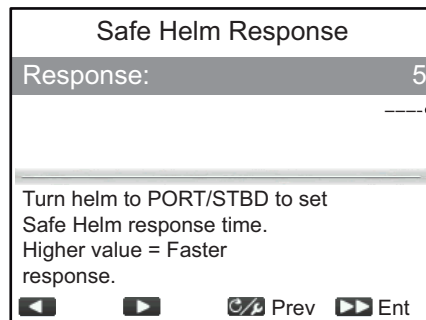 Safe Helm Response
Response: 5
Turn helm to PORT/STBD to set
Safe Helm response time.
Higher value = Faster
response.
Prev Ent